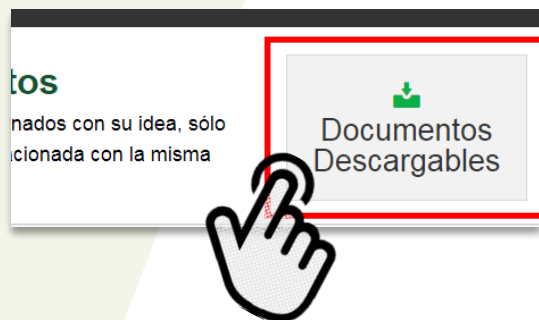 tos
nados con su idea, sólo
cionada con la misma
Documentos
Descargables